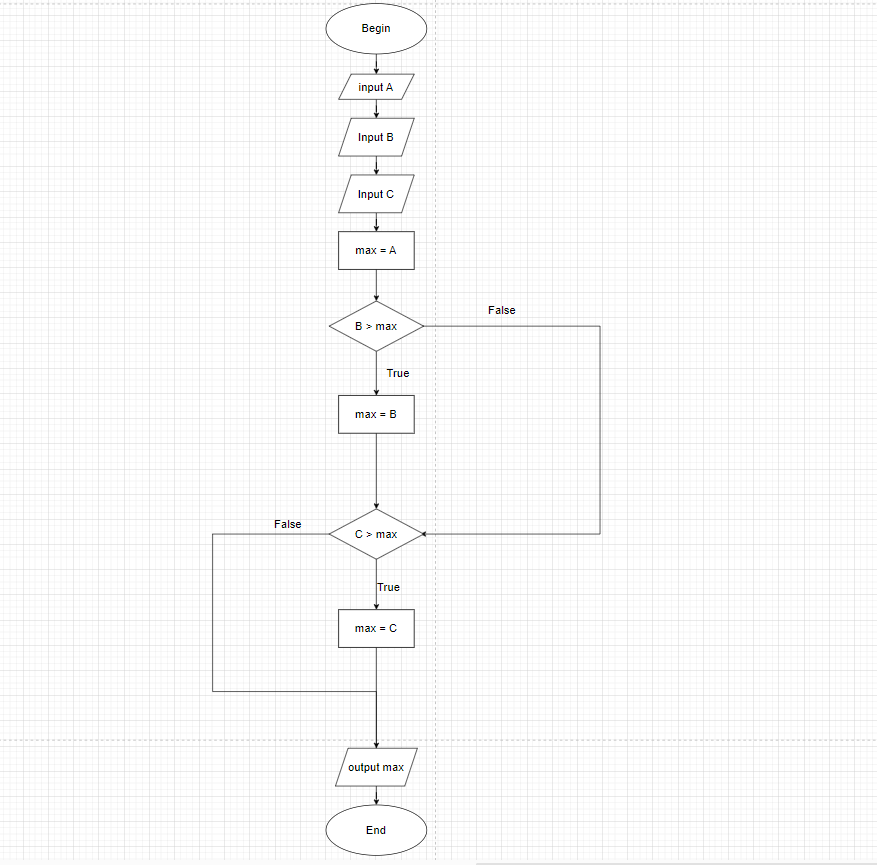 Begin
input A
Input B
Input C
max = A
False
B > max
True
max = B
False
C > max
True
max = C
output max
End